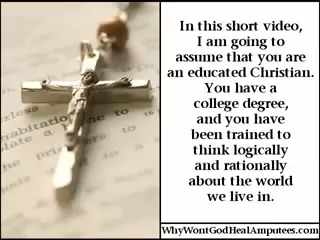 In this short video,
I am going to
assume that you are
an educated Christian.
You have a
college degree,
and you have
been trained to
think logically
and rationally
about the world
we live in.
WhyWontGodHealAmputees.com